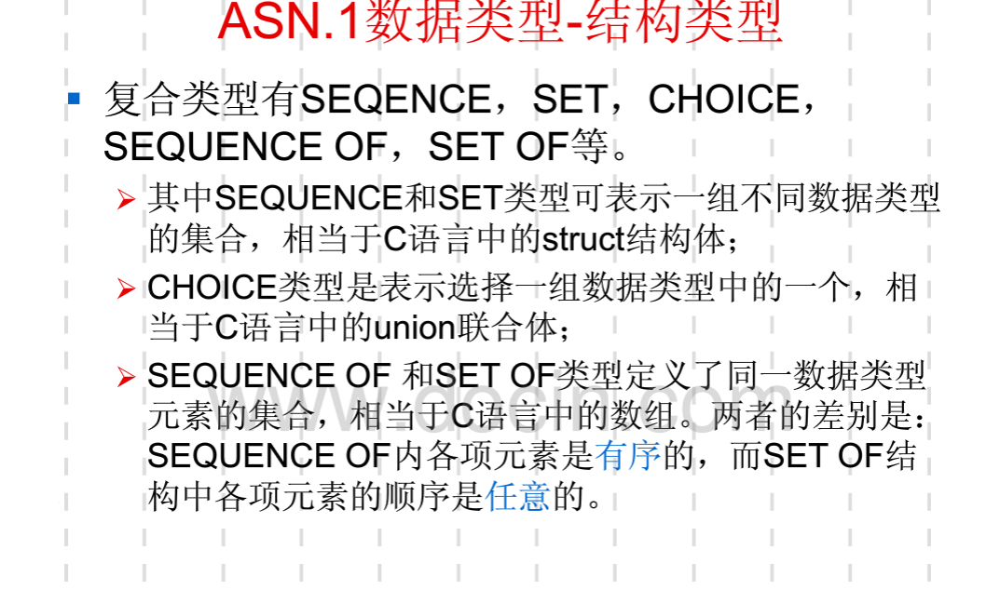 ASN.1数据类型-结构类型
复合类型有SEQENCE，SET，CHOICE，
SEQUENCE OF，SET OF等。
其中SEQUENCE和SET类型可表示一组不同数据类型
的集合，相当于C语言中的struct结构体；
CHOICE类型是表示选择一组数据类型中的一个，相
当于C语言中的union联合体；
SEQUENCE OF 和SET OF类型定义了同一数据类型
元素的集合，相当于C语言中的数组。两者的差别是：
SEQUENCE OF内各项元素是有序的，而SET OF结
构中各项元素的顺序是任意的。
www.docin.com